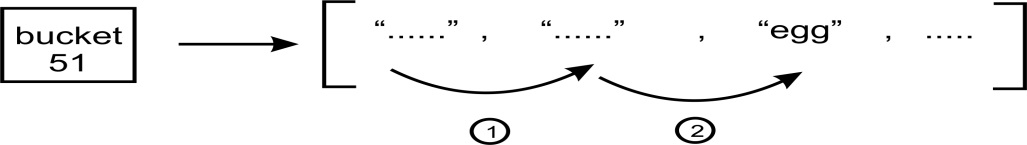 bucket
51
[ “......” , “......” , “egg” , ..... ]
1
2